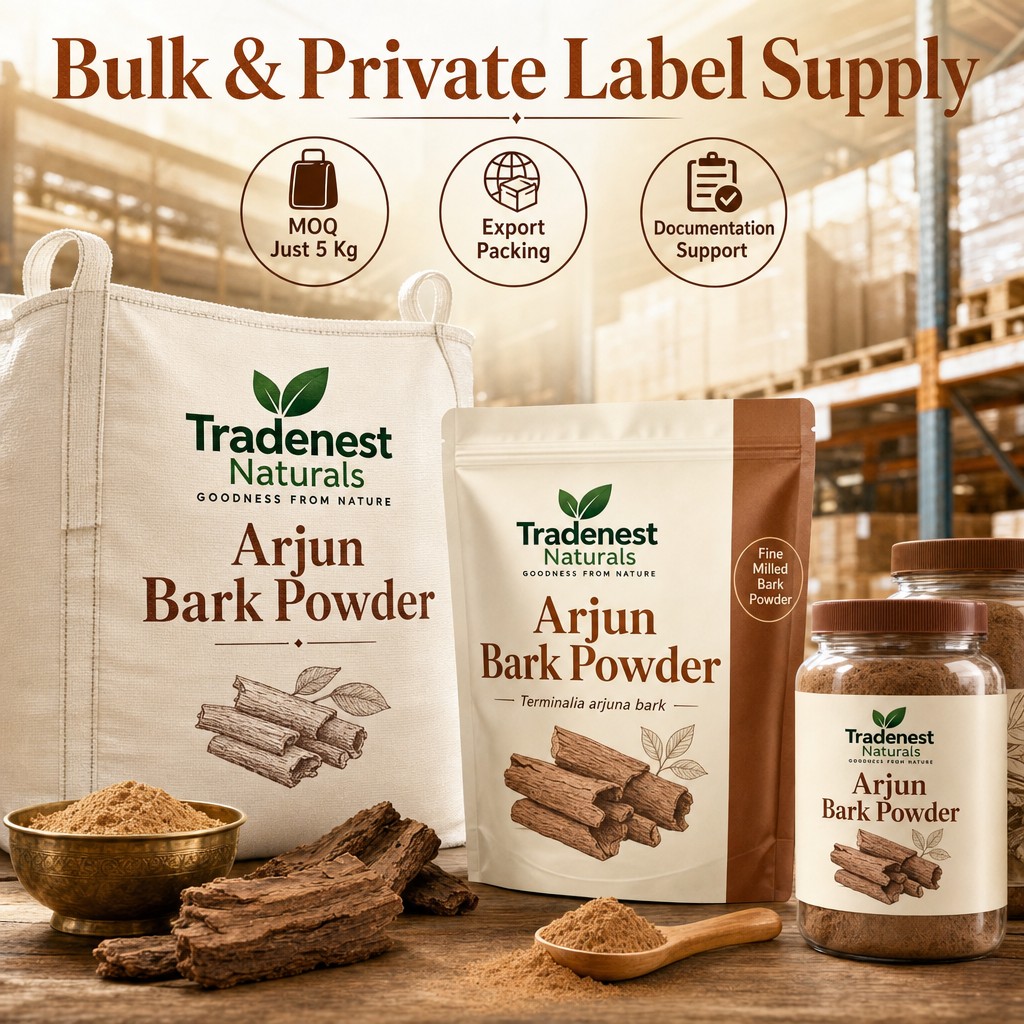 Bulk & Private Label Supply
MOQ
Just 5 Kg
Export
Packing
Documentation
Support
Tradenest
Naturals
GOODNESS FROM NATURE
Arjun
Bark Powder
Tradenest
Naturals
GOODNESS FROM NATURE
Arjun
Bark Powder
Terminalia arjuna bark
Fine
Milled
Bark
Powder
Tradenest
Naturals
GOODNESS FROM NATURE
Arjun
Bark Powder